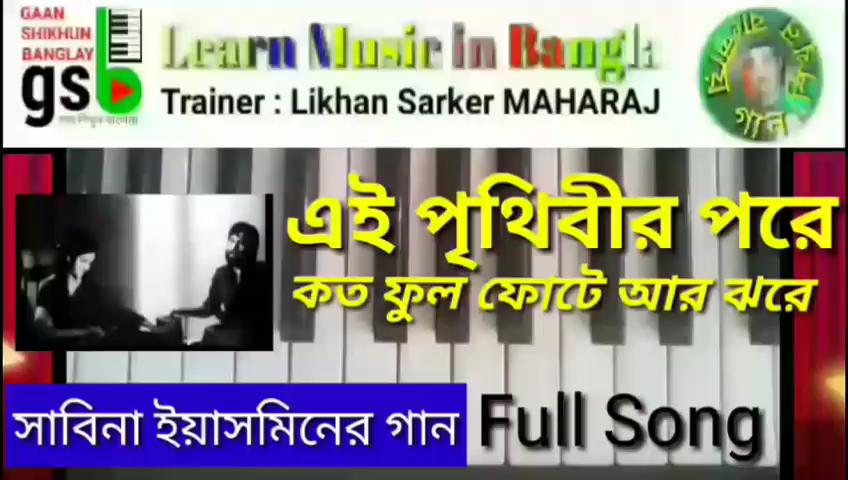 GAAN
SHIKHUN
BANGLAY
gsb
গান শিখুন বাংলায়
Learn Music in Bangla
Trainer : Likhan Sarker MAHARAJ
গান
এই পৃথিবীর পরে
কত ফুল ফোটে আর ঝরে
সাবিনা ইয়াসমিনের গান
Full Song